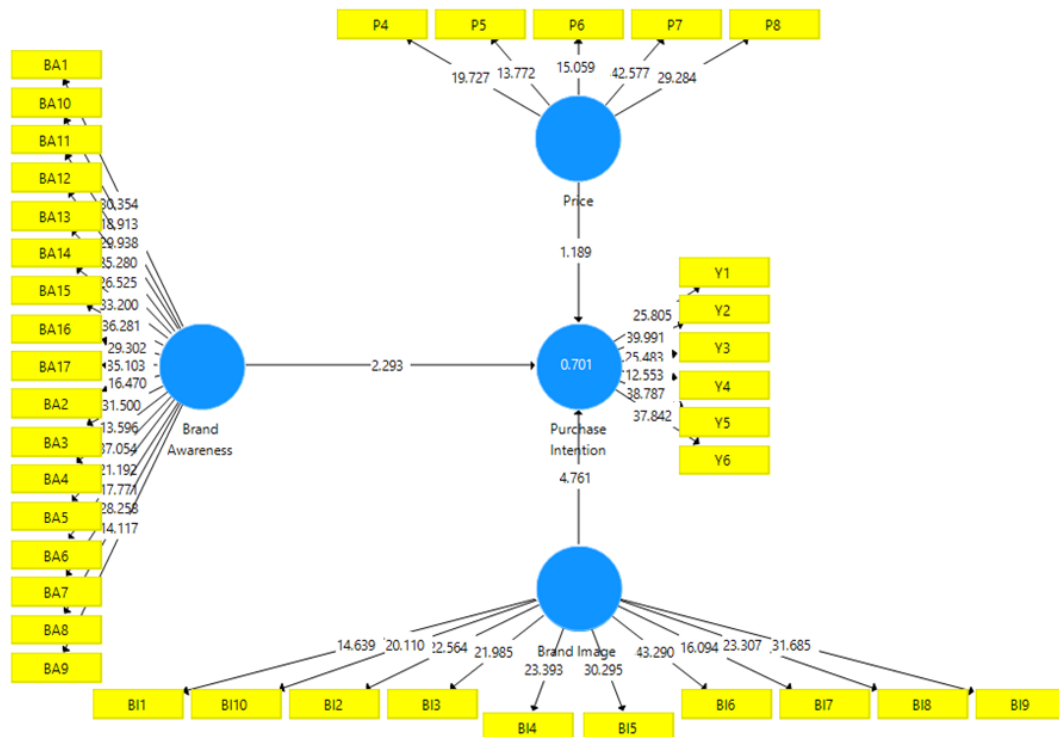 P4
P5
P6
P7
P8
19.727
13.772
15.059
42.577
29.284
Price
1.189
BA1
BA10
BA11
BA12
BA13
BA14
BA15
BA16
BA17
BA2
BA3
BA4
BA5
BA6
BA7
BA8
BA9
30.354
18.913
29.938
35.280
26.525
33.200
36.281
29.302
35.103
16.470
31.500
13.596
37.054
21.192
17.771
28.258
14.117
Brand
Awareness
2.293
0.701
Purchase
Intention
25.805
39.991
25.483
12.553
38.787
37.842
Y1
Y2
Y3
Y4
Y5
Y6
4.761
Brand Image
14.639
20.110
22.564
21.985
23.393
30.295
43.290
16.094
23.307
31.685
BI1
BI10
BI2
BI3
BI4
BI5
BI6
BI7
BI8
BI9